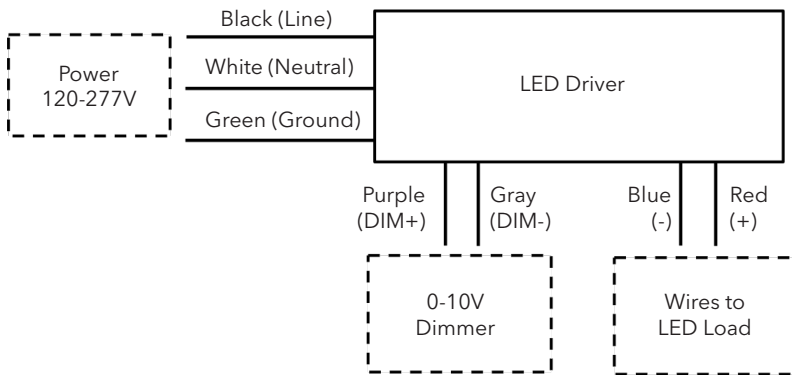 Black (Line)
Power
120-277V
White (Neutral)
Green (Ground)
LED Driver
Purple
(DIM+)
Gray
(DIM-)
Blue
(-)
Red
(+)
0-10V
Dimmer
Wires to
LED Load